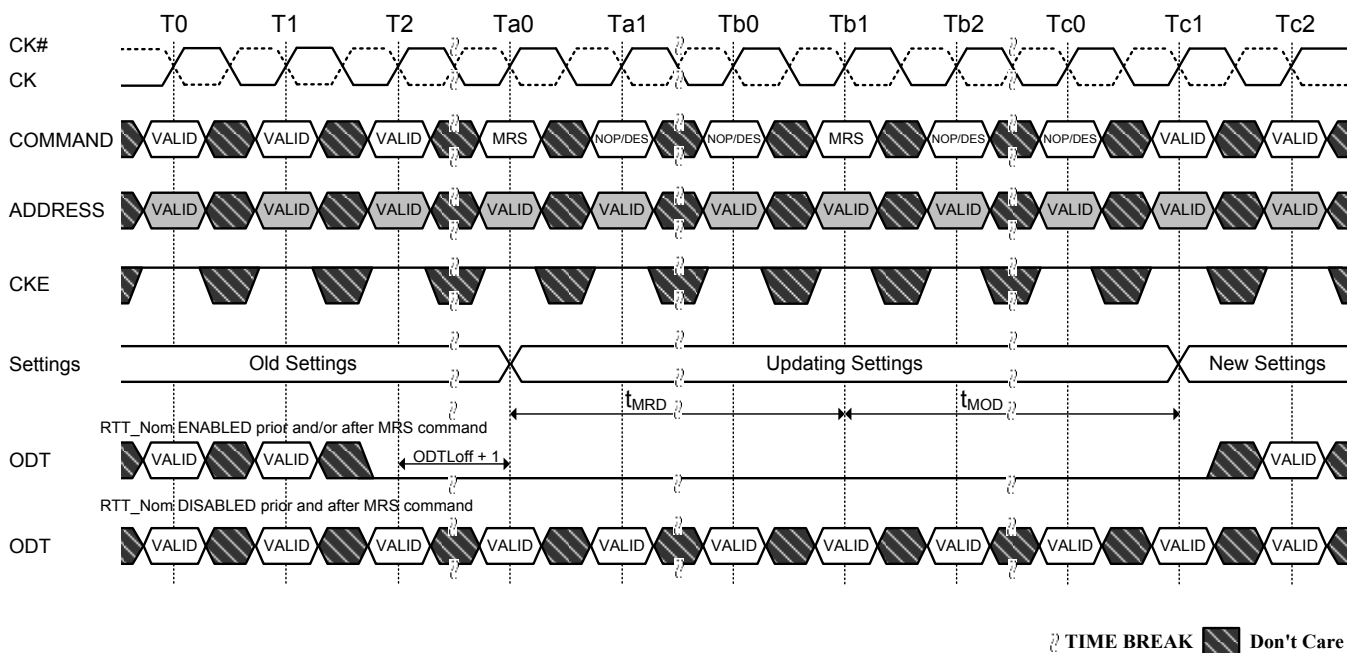 T0 T1 T2 Ta0 Ta1 Tb0 Tb1 Tb2 Tc0 Tc1 Tc2
CK#
CK
COMMAND VALID VALID VALID MRS NOP/DES NOP/DES MRS NOP/DES NOP/DES VALID VALID
ADDRESS VALID VALID VALID VALID VALID VALID VALID VALID VALID VALID VALID
CKE
Settings Old Settings Updating Settings New Settings
tMRD tMOD
RTT_Nom ENABLED prior and/or after MRS command
ODT VALID VALID ODTLoff + 1 VALID
RTT_Nom DISABLED prior and after MRS command
ODT VALID VALID VALID VALID VALID VALID VALID VALID VALID VALID VALID
TIME BREAK Don't Care